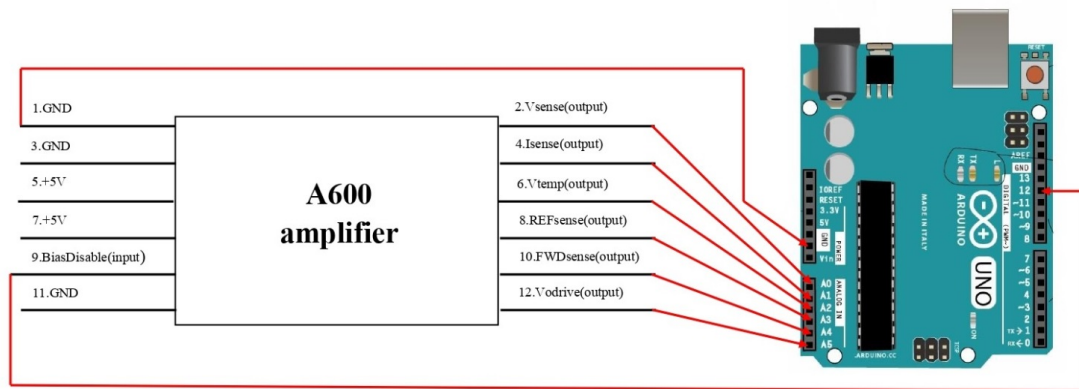 1.GND
2.Vsense(output)
3.GND
4.Isense(output)
5.+5V
6.Vtemp(output)
7.+5V
8.REFsense(output)
9.BiasDisable(input)
10.FWDsense(output)
11.GND
12.Vodrive(output)
A600
amplifier
RESET
AREF
GND
13
12
~11
~10
~9
8
7
~6
~5
4
~3
2
TX→ 1
RX← 0
DIGITAL (PWM~)
L
TX
RX
IOREF
RESET
3.3V
5V
GND
Vin
POWER
A0
A1
A2
A3
A4
A5
ANALOG IN
MADE IN ITALY
ARDUINO
UNO
ON
ICSP
ARDUINO.CC